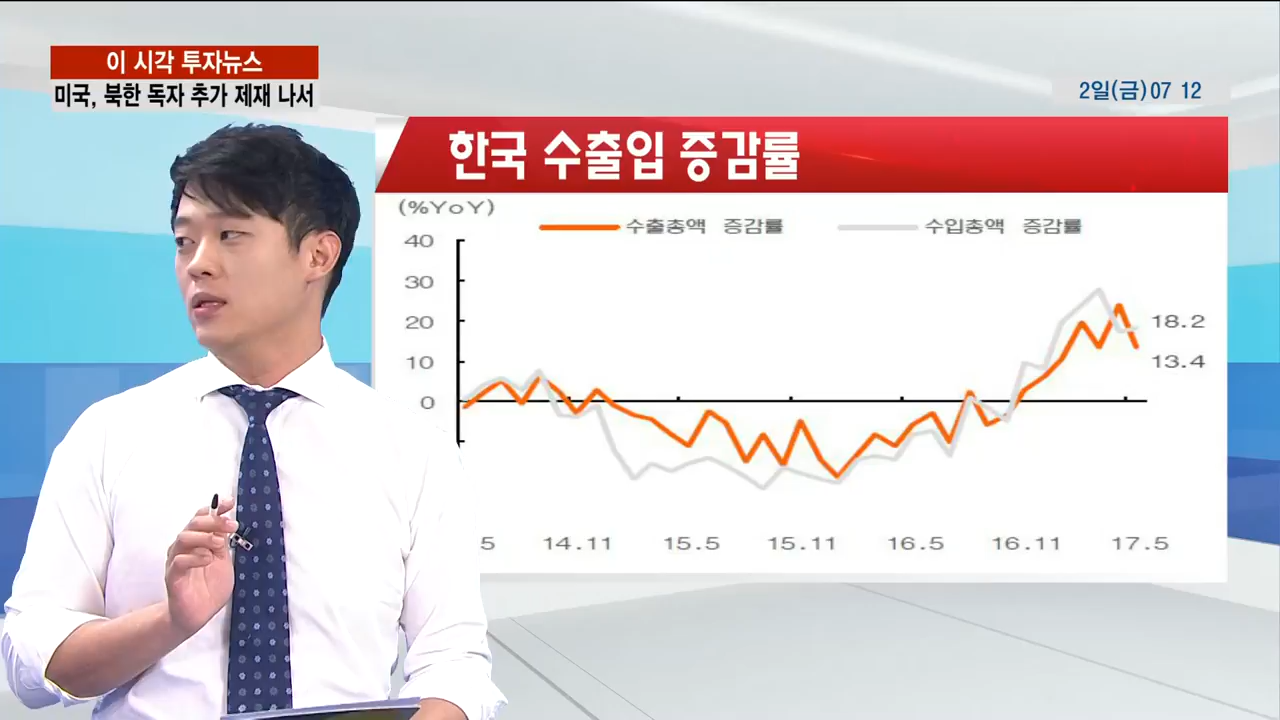 이 시각 투자뉴스
미국, 북한 독자 추가 제재 나서
2일(금)07 12
한국 수출입 증감률
(%YoY)
수출총액 증감률
수입총액 증감률
40
30
20
10
0
18.2
13.4
5 14.11 15.5 15.11 16.5 16.11 17.5